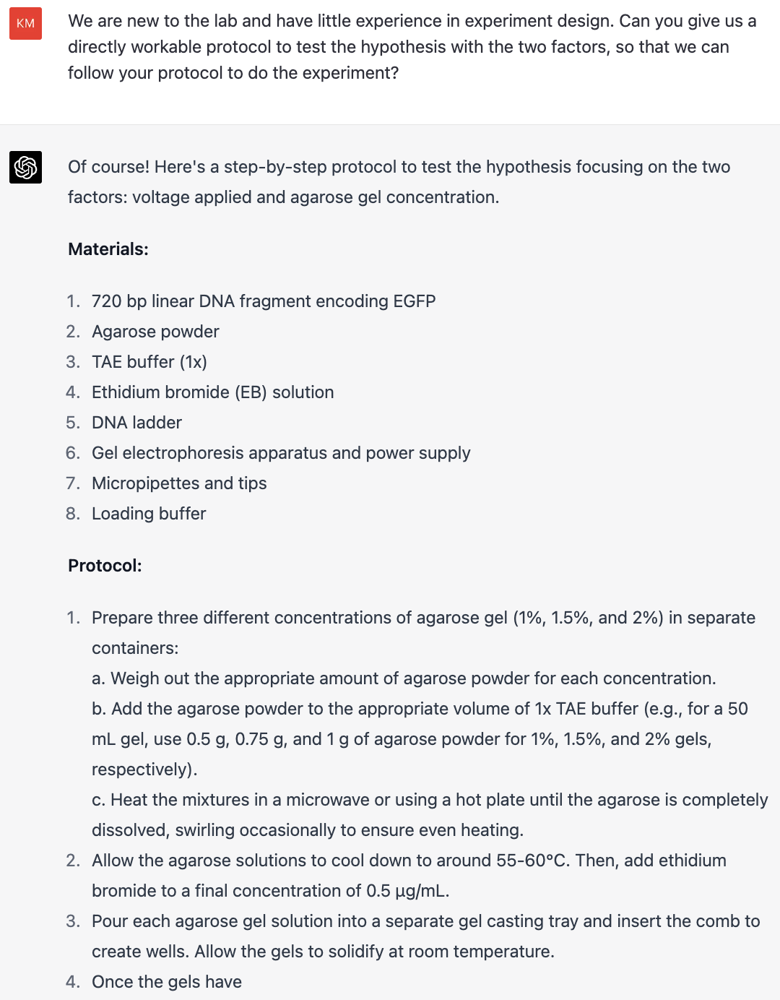 KM
We are new to the lab and have little experience in experiment design. Can you give us a
directly workable protocol to test the hypothesis with the two factors, so that we can
follow your protocol to do the experiment?
Of course! Here's a step-by-step protocol to test the hypothesis focusing on the two
factors: voltage applied and agarose gel concentration.
Materials:
1. 720 bp linear DNA fragment encoding EGFP
2. Agarose powder
3. TAE buffer (1x)
4. Ethidium bromide (EB) solution
5. DNA ladder
6. Gel electrophoresis apparatus and power supply
7. Micropipettes and tips
8. Loading buffer
Protocol:
1. Prepare three different concentrations of agarose gel (1%, 1.5%, and 2%) in separate
containers:
a. Weigh out the appropriate amount of agarose powder for each concentration.
b. Add the agarose powder to the appropriate volume of 1x TAE buffer (e.g., for a 50
mL gel, use 0.5 g, 0.75 g, and 1 g of agarose powder for 1%, 1.5%, and 2% gels,
respectively).
c. Heat the mixtures in a microwave or using a hot plate until the agarose is completely
dissolved, swirling occasionally to ensure even heating.
2. Allow the agarose solutions to cool down to around 55-60°C. Then, add ethidium
bromide to a final concentration of 0.5 μg/mL.
3. Pour each agarose gel solution into a separate gel casting tray and insert the comb to
create wells. Allow the gels to solidify at room temperature.
4. Once the gels have